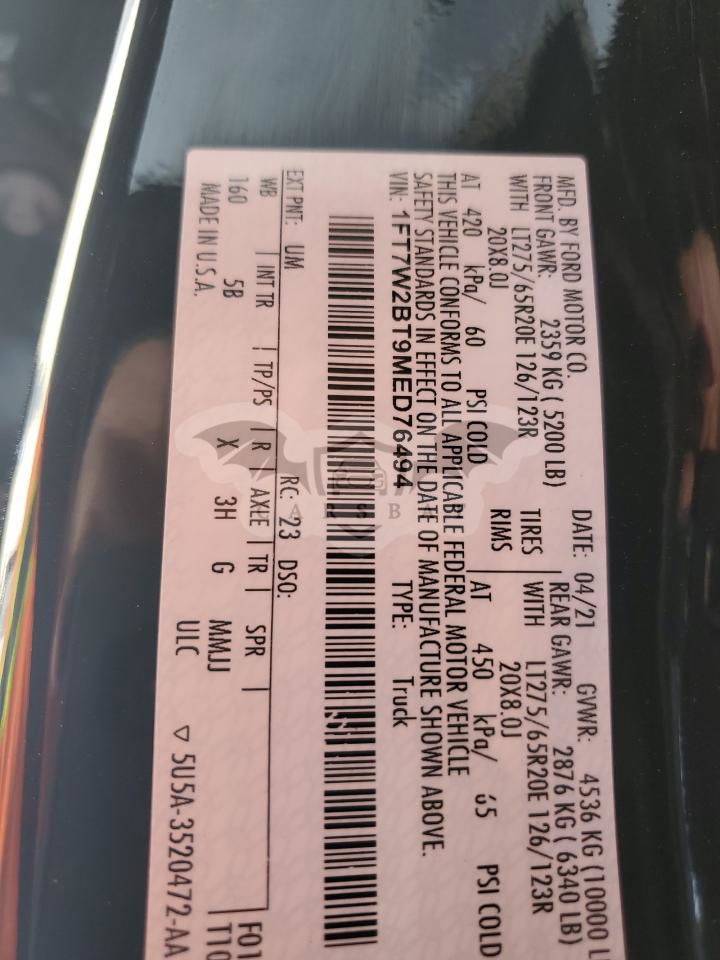 MFD. BY FORD MOTOR CO.
DATE: 04/21 GVWR: 4536 KG (10000 L
FRONT GAWR: 2359 KG ( 5200 LB) REAR GAWR: 2876 KG ( 6340 LB)
WITH LT275/65R20E 126/123R TIRES WITH LT275/65R20E 126/123R
20X8.0J RIMS 20X8.0J
AT 420 kPa/ 60 PSI COLD AT 450 kPa/ 65 PSI COLD
THIS VEHICLE CONFORMS TO ALL APPLICABLE FEDERAL MOTOR VEHICLE
SAFETY STANDARDS IN EFFECT ON THE DATE OF MANUFACTURE SHOWN ABOVE.
VIN: 1FT7W2BT9MED76494 TYPE: Truck
EXT PNT: UM RC: 23 DSO: F01
WB | INT TR | TP/PS | R | AXLE | TR | SPR | T10
160 5B X 3H G MMJJ
MADE IN U.S.A. ULC ▽ 5U5A-3520472-AA